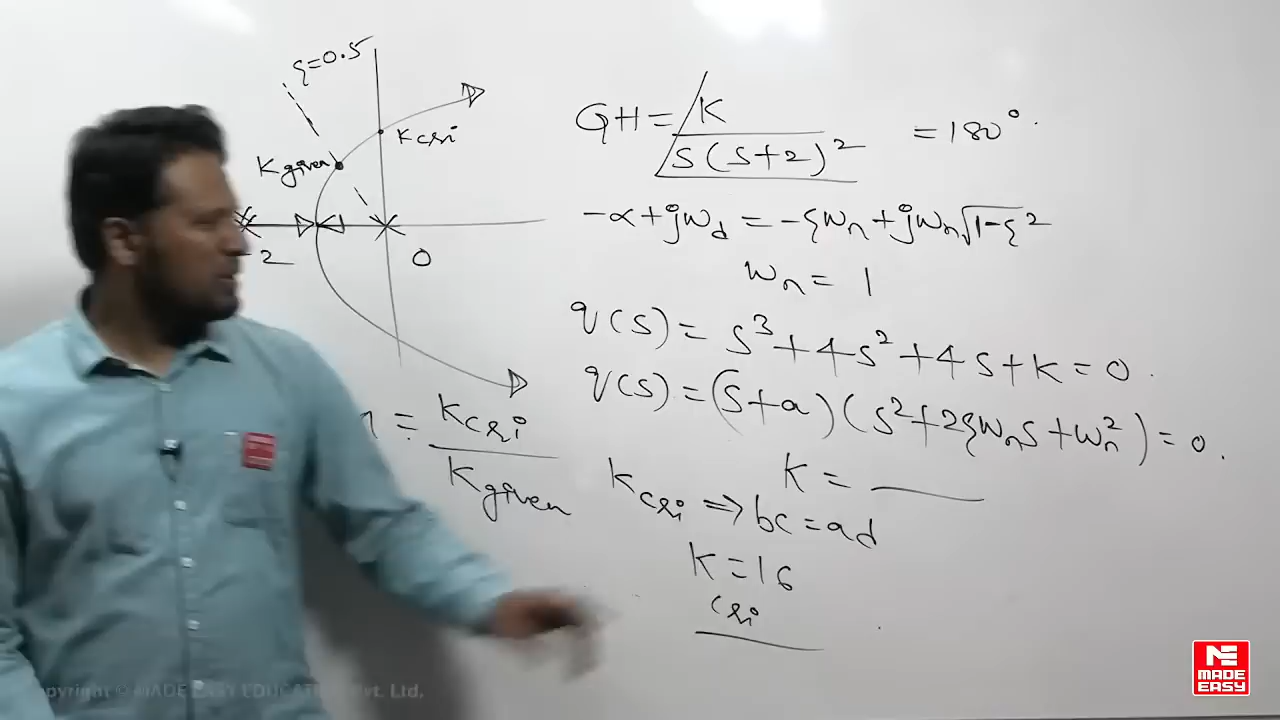 ξ=0.5
Kcri
Kgiven
-2
0
GH = K / S(S+2)² = 180°.
-α+jωd = -ξωn+jωn√1-ξ²
ωn = 1
q(s) = s³+4s²+4s+K=0.
q(s) = (s+a)(s²+2ξωns+ωn²)=0.
K =
Kcri / Kgiven
Kcri ⇒ bc=ad
K=16
cri
MADE EASY EDUCATION Pvt. Ltd.
MADE
EASY